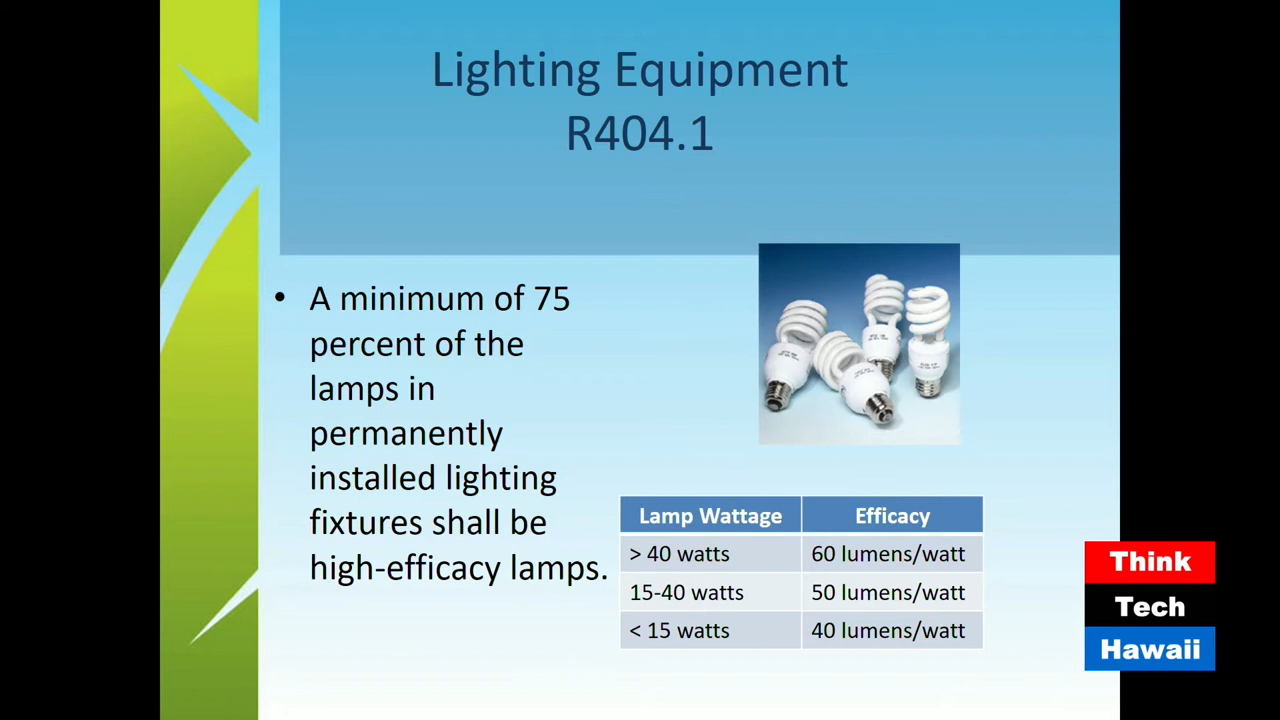 Lighting Equipment
R404.1
• A minimum of 75
percent of the
lamps in
permanently
installed lighting
fixtures shall be
high-efficacy lamps.
Lamp Wattage Efficacy
> 40 watts 60 lumens/watt
15-40 watts 50 lumens/watt
< 15 watts 40 lumens/watt
Think
Tech
Hawaii